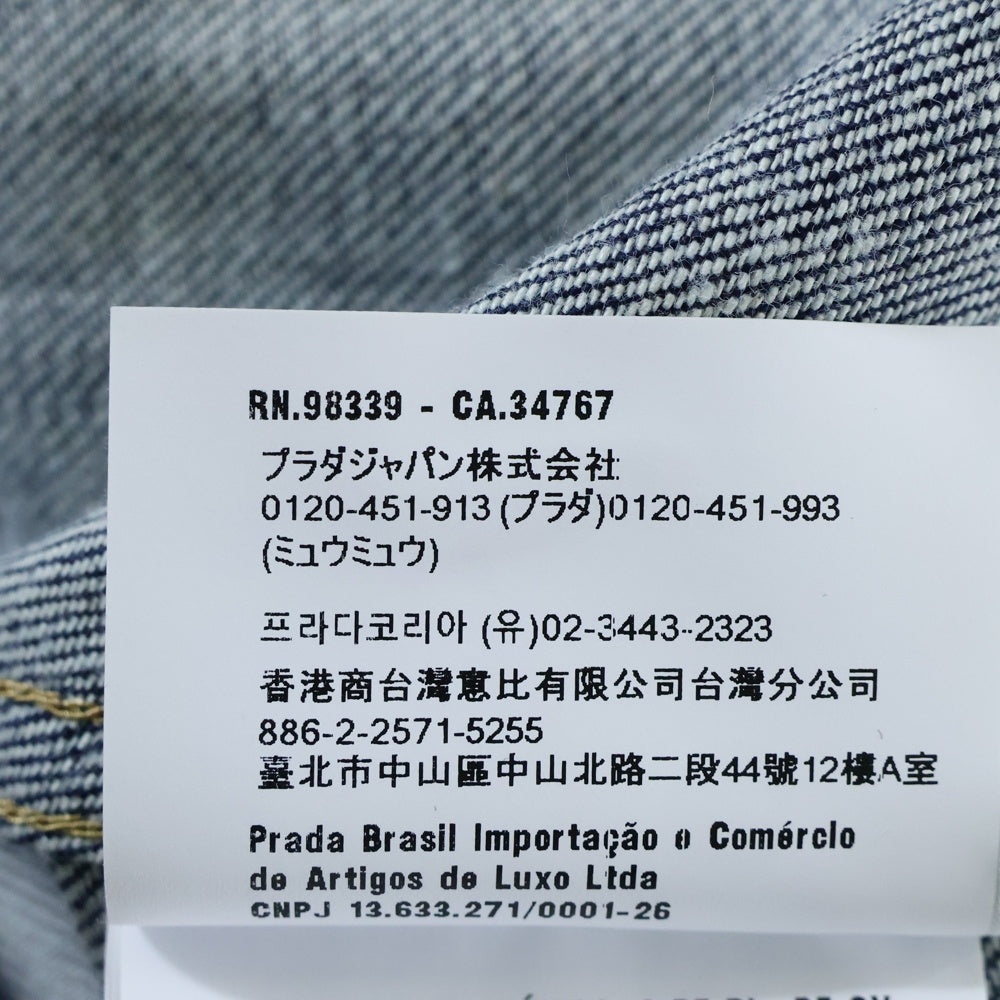 RN.98339 - CA.34767
プラダジャパン株式会社
0120-451-913 (プラダ)0120-451-993
(ミュウミュウ)
프라다코리아 (유)02-3443-2323
香港商台灣惠比有限公司台灣分公司
886-2-2571-5255
臺北市中山區中山北路二段44號12樓A室
Prada Brasil Importação e Comércio
de Artigos de Luxo Ltda
CNPJ 13.633.271/0001-26